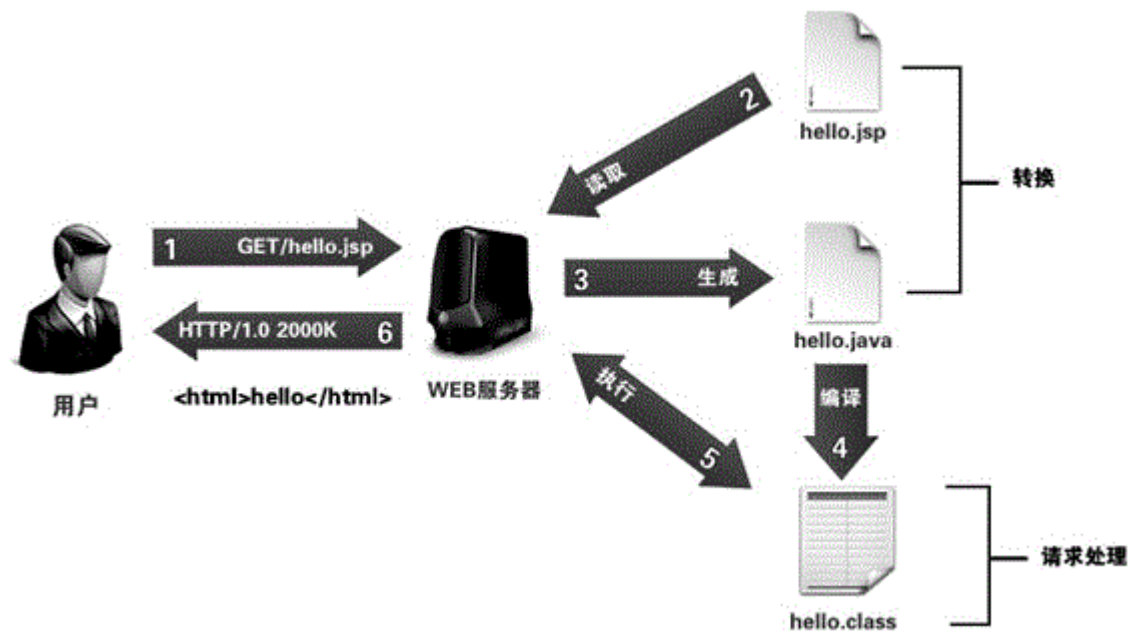 hello.jsp
2
读取
转换
1 GET/hello.jsp
3 生成
HTTP/1.0 2000K 6
hello.java
<html>hello</html>
用户
WEB服务器
执行
5
编译
4
请求处理
hello.class